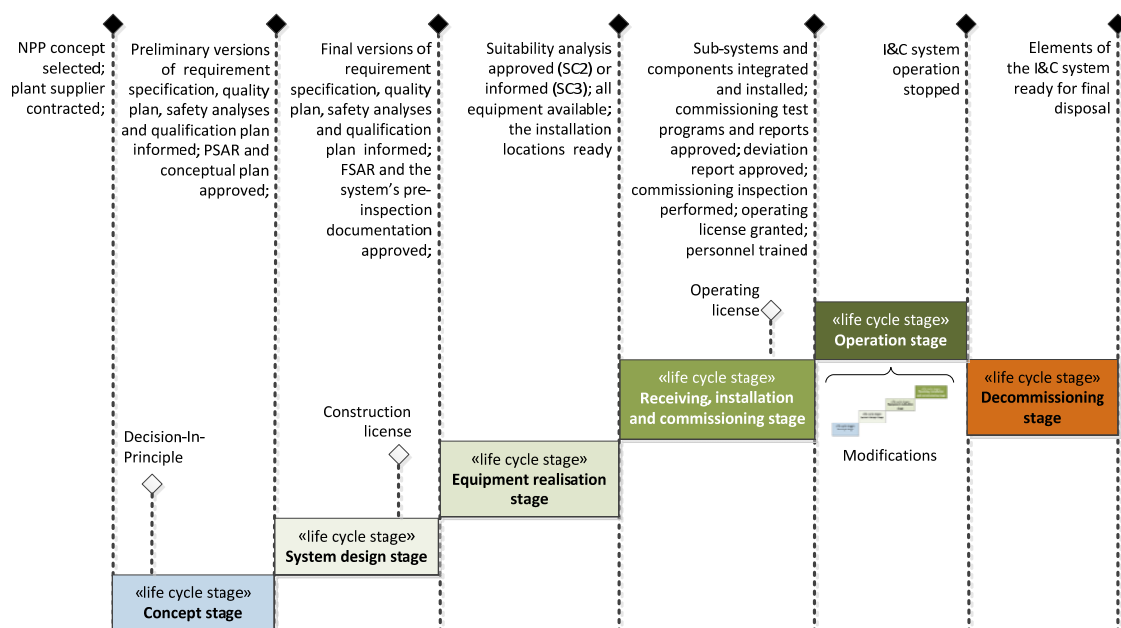 NPP concept
selected;
plant supplier
contracted;
Preliminary versions
of requirement
specification, quality
plan, safety analyses
and qualification plan
informed; PSAR and
conceptual plan
approved;
Final versions of
requirement
specification, quality
plan, safety analyses
and qualification
plan informed;
FSAR and the
system's pre-
inspection
documentation
approved;
Suitability analysis
approved (SC2) or
informed (SC3); all
equipment available;
the installation
locations ready
Sub-systems and
components integrated
and installed;
commissioning test
programs and reports
approved; deviation
report approved;
commissioning inspection
performed; operating
license granted;
personnel trained
I&C system
operation
stopped
Elements of
the I&C system
ready for final
disposal
Operating
license
«life cycle stage»
Operation stage
«life cycle stage»
Receiving, installation
and commissioning stage
«life cycle stage»
Decommissioning
stage
Modifications
Construction
license
Decision-In-
Principle
«life cycle stage»
Equipment realisation
stage
«life cycle stage»
System design stage
«life cycle stage»
Concept stage